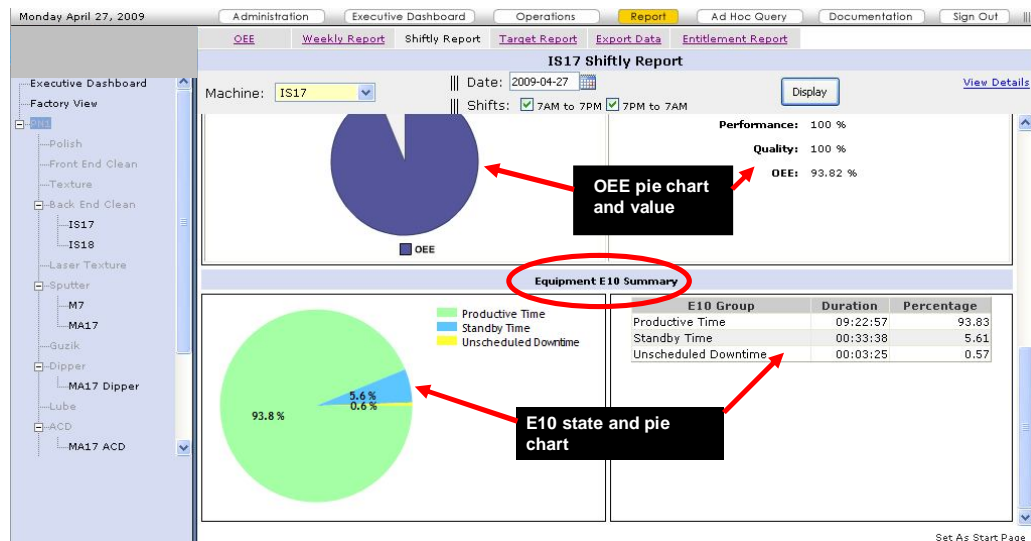 Monday April 27, 2009
Administration Executive Dashboard Operations Report Ad Hoc Query Documentation Sign Out
OEE Weekly Report Shiftly Report Target Report Export Data Entitlement Report
IS17 Shiftly Report
Machine: IS17
Date: 2009-04-27
Shifts: 7AM to 7PM 7PM to 7AM
Display
View Details
Executive Dashboard
Factory View
PN1
Polish
Front End Clean
Texture
Back End Clean
IS17
IS18
Laser Texture
Sputter
M7
MA17
Guzik
Dipper
MA17 Dipper
Lube
ACD
MA17 ACD
OEE
Performance: 100 %
Quality: 100 %
OEE: 93.82 %
OEE pie chart
and value
Equipment E10 Summary
93.8 %
5.6 %
0.6 %
Productive Time
Standby Time
Unscheduled Downtime
E10 Group Duration Percentage
Productive Time 09:22:57 93.83
Standby Time 00:33:38 5.61
Unscheduled Downtime 00:03:25 0.57
E10 state and pie
chart
Set As Start Page